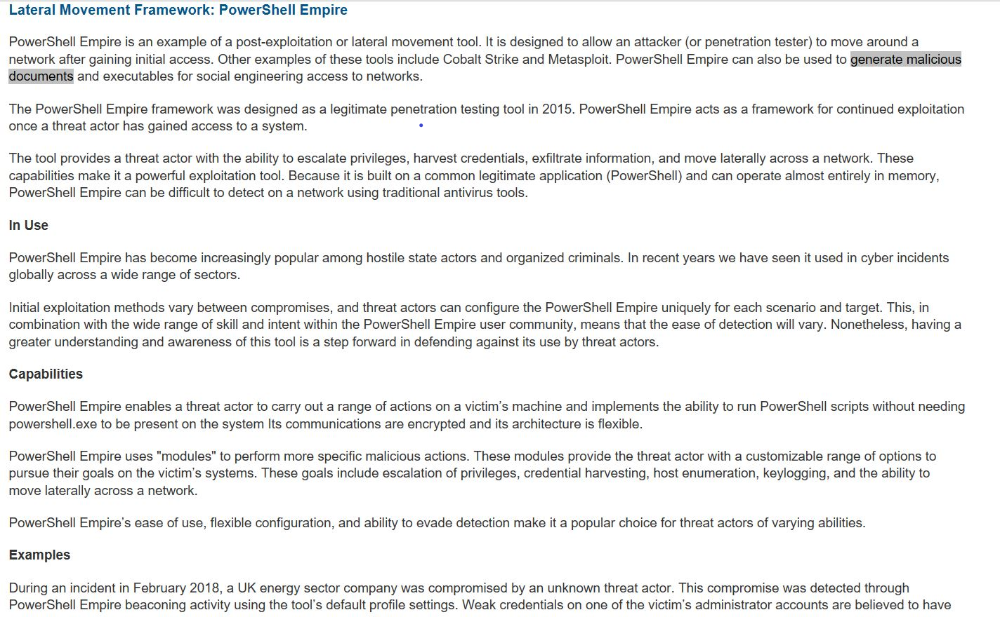 Lateral Movement Framework: PowerShell Empire
PowerShell Empire is an example of a post-exploitation or lateral movement tool. It is designed to allow an attacker (or penetration tester) to move around a
network after gaining initial access. Other examples of these tools include Cobalt Strike and Metasploit. PowerShell Empire can also be used to generate malicious
documents and executables for social engineering access to networks.
The PowerShell Empire framework was designed as a legitimate penetration testing tool in 2015. PowerShell Empire acts as a framework for continued exploitation
once a threat actor has gained access to a system.
The tool provides a threat actor with the ability to escalate privileges, harvest credentials, exfiltrate information, and move laterally across a network. These
capabilities make it a powerful exploitation tool. Because it is built on a common legitimate application (PowerShell) and can operate almost entirely in memory,
PowerShell Empire can be difficult to detect on a network using traditional antivirus tools.
In Use
PowerShell Empire has become increasingly popular among hostile state actors and organized criminals. In recent years we have seen it used in cyber incidents
globally across a wide range of sectors.
Initial exploitation methods vary between compromises, and threat actors can configure the PowerShell Empire uniquely for each scenario and target. This, in
combination with the wide range of skill and intent within the PowerShell Empire user community, means that the ease of detection will vary. Nonetheless, having a
greater understanding and awareness of this tool is a step forward in defending against its use by threat actors.
Capabilities
PowerShell Empire enables a threat actor to carry out a range of actions on a victim's machine and implements the ability to run PowerShell scripts without needing
powershell.exe to be present on the system Its communications are encrypted and its architecture is flexible.
PowerShell Empire uses "modules" to perform more specific malicious actions. These modules provide the threat actor with a customizable range of options to
pursue their goals on the victim's systems. These goals include escalation of privileges, credential harvesting, host enumeration, keylogging, and the ability to
move laterally across a network.
PowerShell Empire's ease of use, flexible configuration, and ability to evade detection make it a popular choice for threat actors of varying abilities.
Examples
During an incident in February 2018, a UK energy sector company was compromised by an unknown threat actor. This compromise was detected through
PowerShell Empire beaconing activity using the tool's default profile settings. Weak credentials on one of the victim's administrator accounts are believed to have